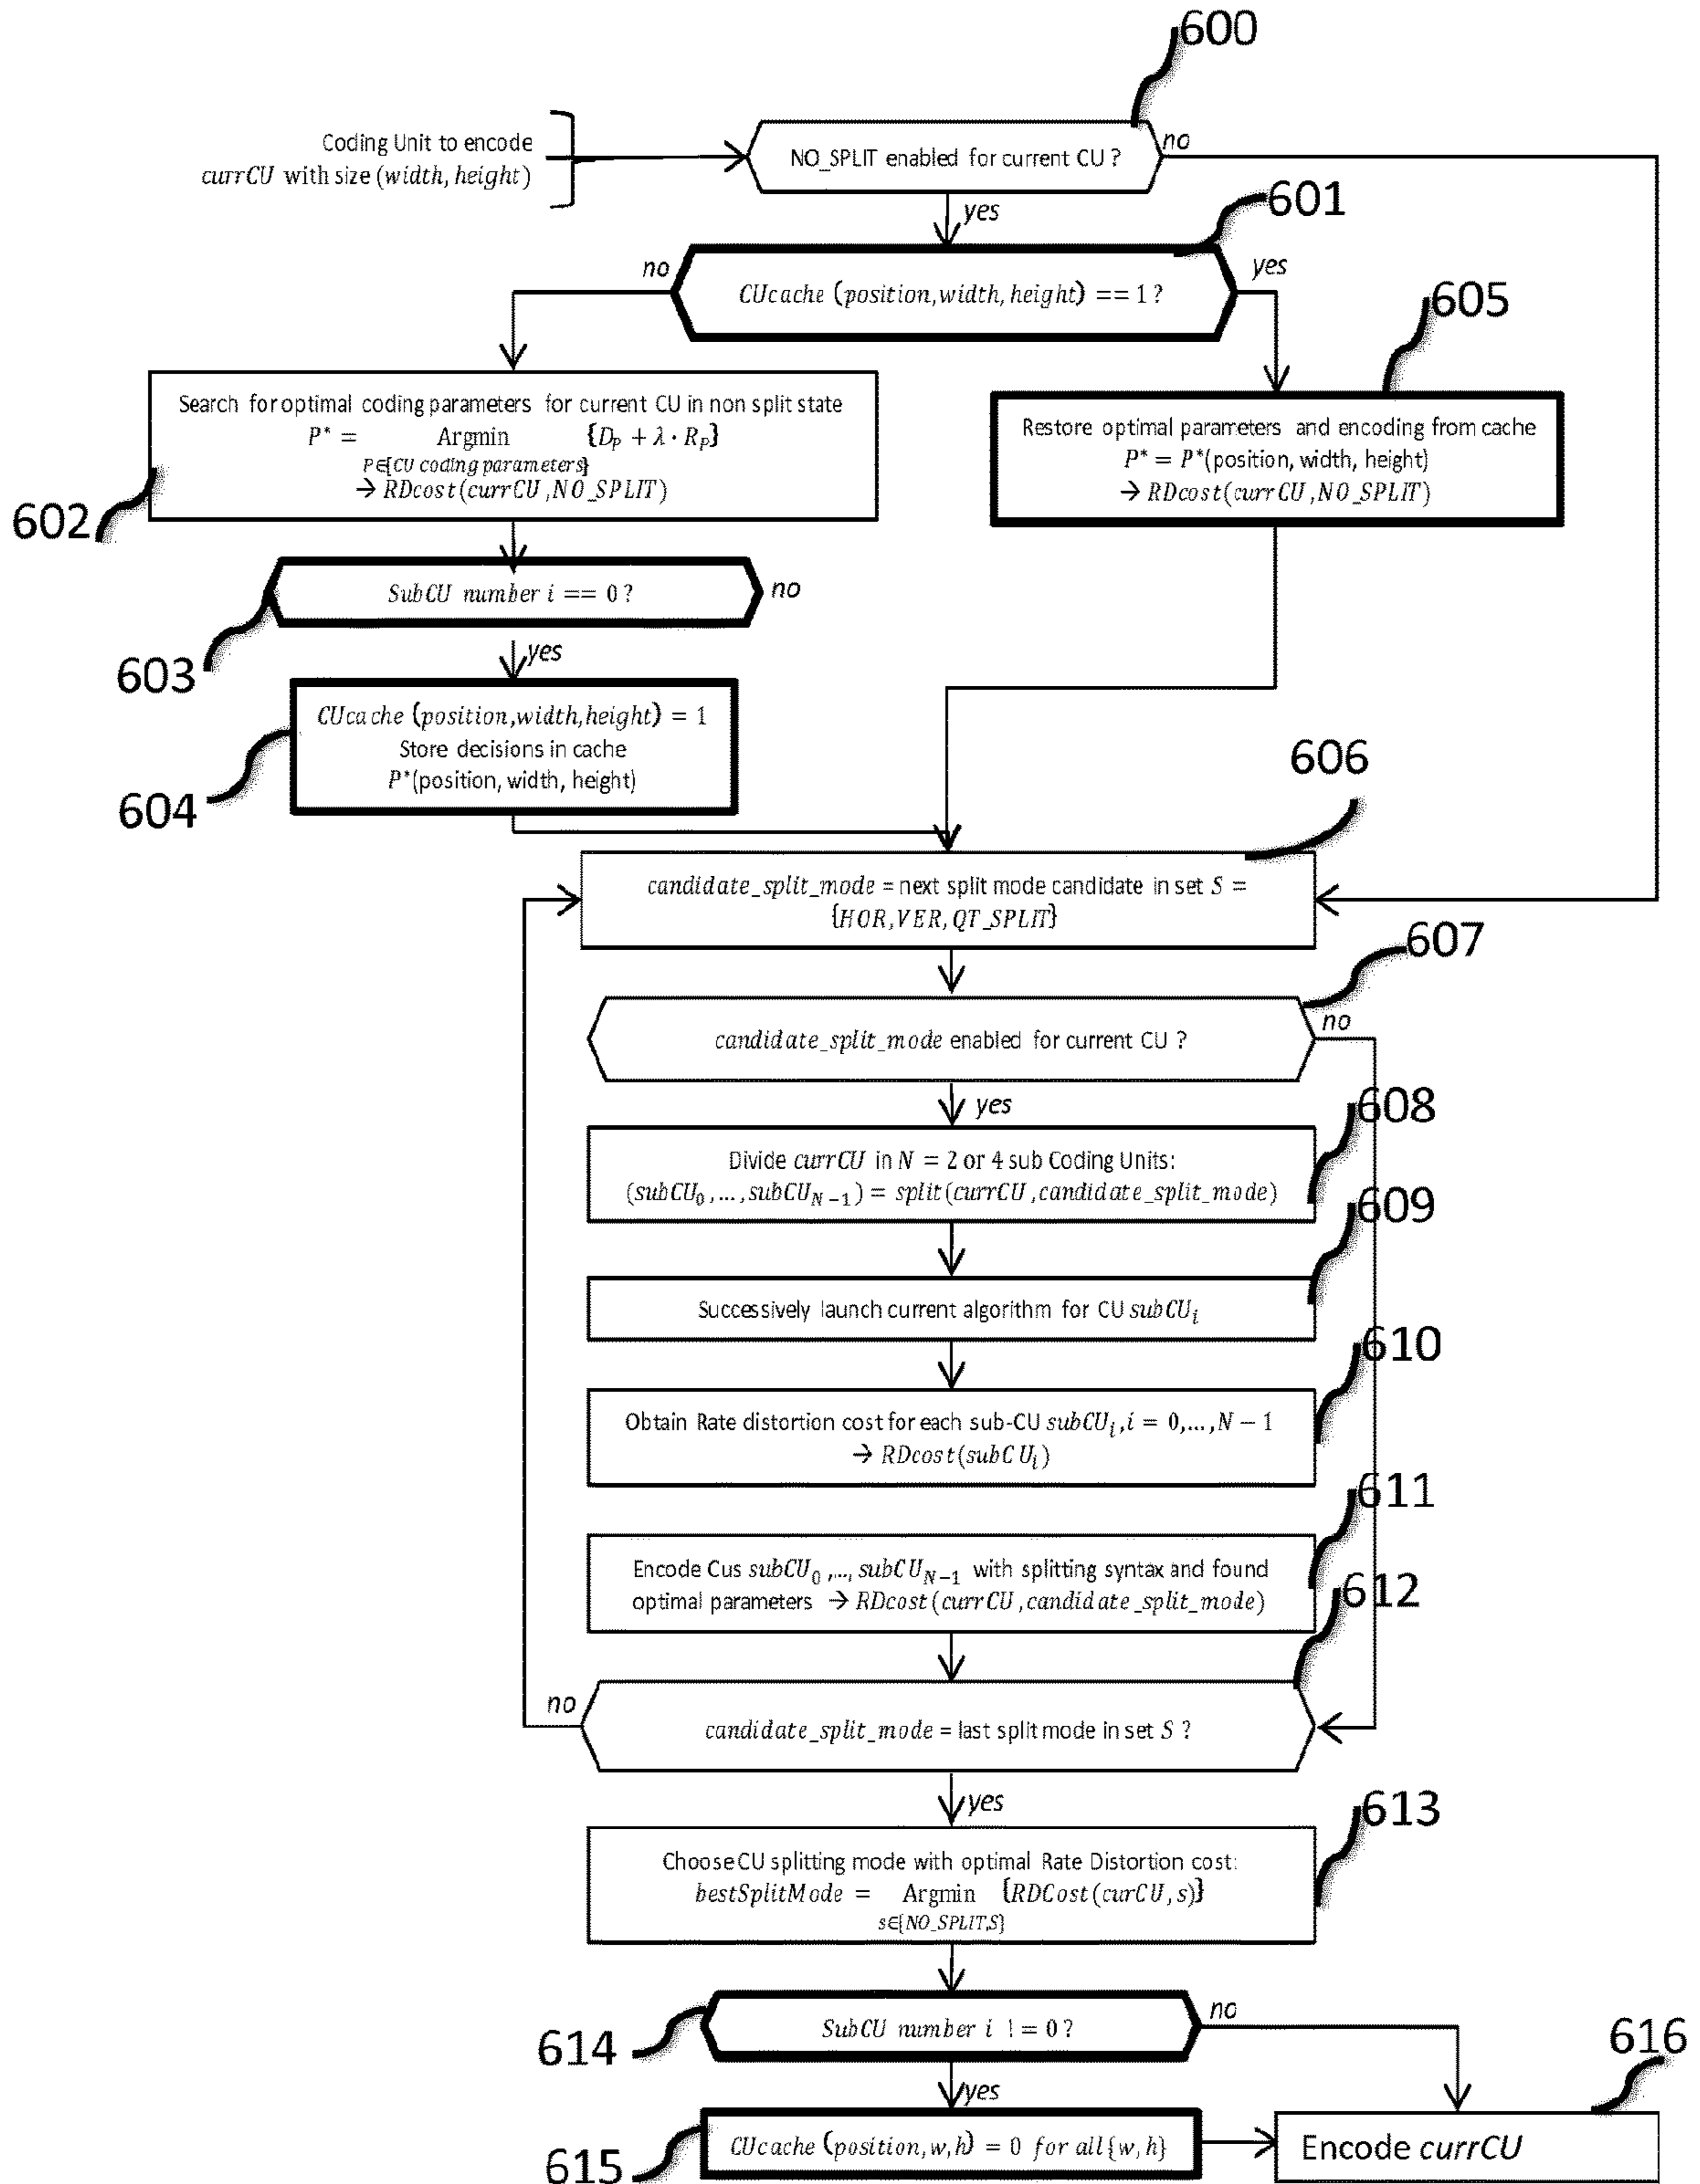 600
Coding Unit to encode
currCU with size (width, height)
NO_SPLIT enabled for current CU ?
no
yes
601
no
CUcache (position,width, height) == 1 ?
yes
605
Search for optimal coding parameters for current CU in non split state
P* = Argmin {D_P + λ · R_P}
P∈{CU coding parameters}
→ RDcost(currCU ,NO_SPLIT)
602
Restore optimal parameters and encoding from cache
P* = P*(position, width, height)
→ RDcost(currCU ,NO_SPLIT)
SubCU number i == 0 ?
no
603
yes
CUcache (position,width,height) = 1
Store decisions in cache
P*(position, width, height)
604
606
candidate_split_mode = next split mode candidate in set S =
{HOR,VER, QT_SPLIT}
607
candidate_split_mode enabled for current CU ?
no
yes
608
Divide currCU in N = 2 or 4 sub Coding Units:
(subCU_0 , ... , subCU_{N-1}) = split(currCU ,candidate_split_mode)
609
Successively launch current algorithm for CU subCU_i
610
Obtain Rate distortion cost for each sub-CU subCU_i, i = 0, ..., N − 1
→ RDcost(subCU_i)
611
Encode Cus subCU_0 ,..., subCU_{N-1} with splitting syntax and found
optimal parameters → RDcost(currCU ,candidate_split_mode)
612
no
candidate_split_mode = last split mode in set S ?
yes
613
Choose CU splitting mode with optimal Rate Distortion cost:
bestSplitMode = Argmin {RDCost(curCU, s)}
s∈{NO_SPLIT,S}
SubCU number i != 0 ?
no
614
yes
616
CUcache (position,w, h) = 0 for all{w, h}
615
Encode currCU